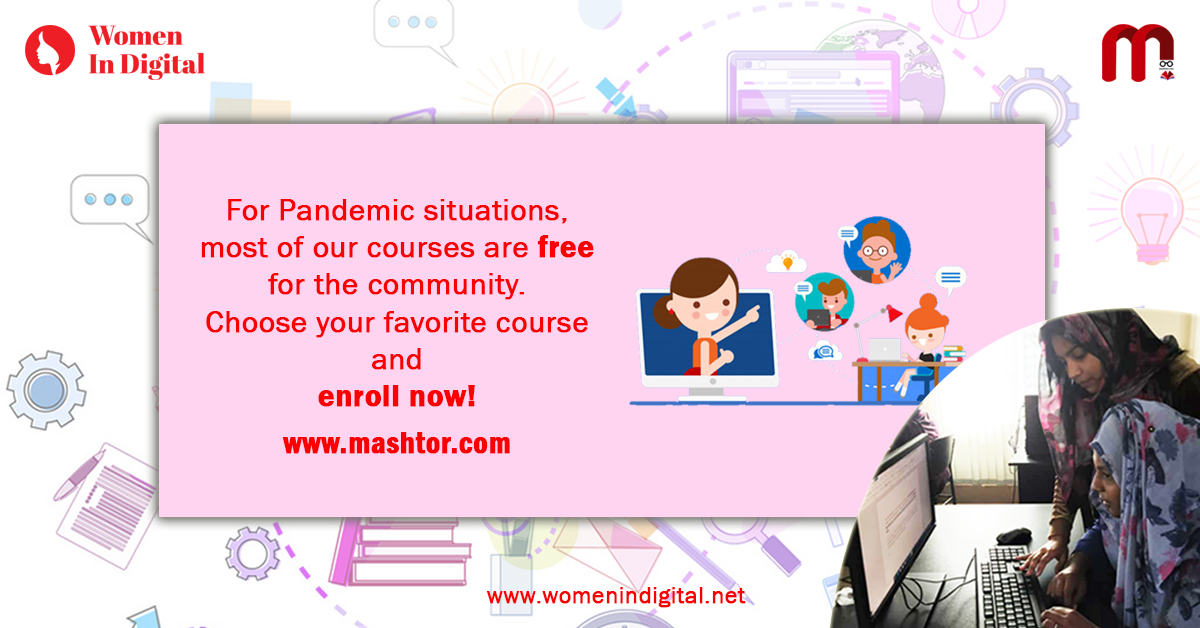 Women
In Digital
For Pandemic situations,
most of our courses are free
for the community.
Choose your favorite course
and
enroll now!
www.mashtor.com
www.womenindigital.net